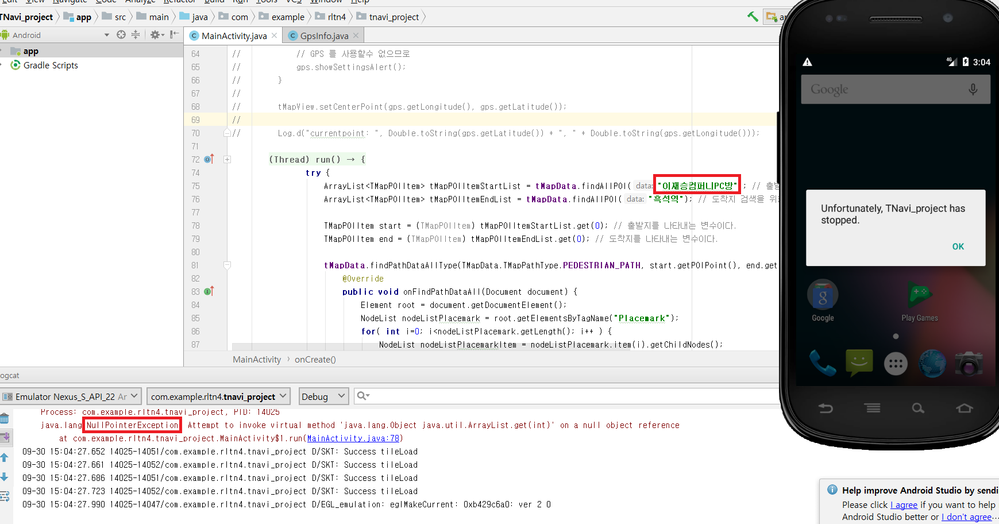 Edit View Navigate Code Analyze Refactor Build Run Tools VCS Window Help
TNavi_project app src main java com example rltn4 tnavi_project
Android
MainActivity.java GpsInfo.java
app
Gradle Scripts
64 // // GPS 를 사용할수 없으므로
65 // gps.showSettingsAlert();
66 // }
67 //
68 // tMapView.setCenterPoint(gps.getLongitude(), gps.getLatitude());
69 //
70 // Log.d("currentpoint: ", Double.toString(gps.getLatitude()) + ", " + Double.toString(gps.getLongitude()));
71
72 (Thread) run() → {
74 try {
75 ArrayList<TMapPOIItem> tMapPOIItemStartList = tMapData.findAllPOI( data: "이재승컴퍼니PC방" ; // 출발
76 ArrayList<TMapPOIItem> tMapPOIItemEndList = tMapData.findAllPOI( data: "흑석역"); // 도착지 검색을 위
77
78 TMapPOIItem start = (TMapPOIItem) tMapPOIItemStartList.get(0); // 출발지를 나타내는 변수이다.
79 TMapPOIItem end = (TMapPOIItem) tMapPOIItemEndList.get(0); // 도착지를 나타내는 변수이다.
80
81 tMapData.findPathDataAllType(TMapData.TMapPathType.PEDESTRIAN_PATH, start.getPOIPoint(), end.get
82 @Override
83 public void onFindPathDataAll(Document document) {
84 Element root = document.getDocumentElement();
85 NodeList nodeListPlacemark = root.getElementsByTagName("Placemark");
86 for( int i=0; i<nodeListPlacemark.getLength(); i++ ) {
87 NodeList nodeListPlacemarkItem = nodeListPlacemark.item(i).getChildNodes();
MainActivity › onCreate()
ogcat
Emulator Nexus_S_API_22 Ar com.example.rltn4.tnavi_project Debug
Process: com.example.rltn4.tnavi_project, PID: 14025
java.lang NullPointerException Attempt to invoke virtual method 'java.lang.Object java.util.ArrayList.get(int)' on a null object reference
at com.example.rltn4.tnavi_project.MainActivity$1.run(MainActivity.java:78)
09-30 15:04:27.652 14025-14051/com.example.rltn4.tnavi_project D/SKT: Success tileLoad
09-30 15:04:27.661 14025-14052/com.example.rltn4.tnavi_project D/SKT: Success tileLoad
09-30 15:04:27.686 14025-14051/com.example.rltn4.tnavi_project D/SKT: Success tileLoad
09-30 15:04:27.723 14025-14052/com.example.rltn4.tnavi_project D/SKT: Success tileLoad
09-30 15:04:27.990 14025-14047/com.example.rltn4.tnavi_project D/EGL_emulation: eglMakeCurrent: 0xb429c6a0: ver 2 0
4G 3:04
Google
Unfortunately, TNavi_project has
stopped.
OK
Google Play Games
Help improve Android Studio by sendi
Please click I agree if you want to help
Android Studio better or I don't agree...